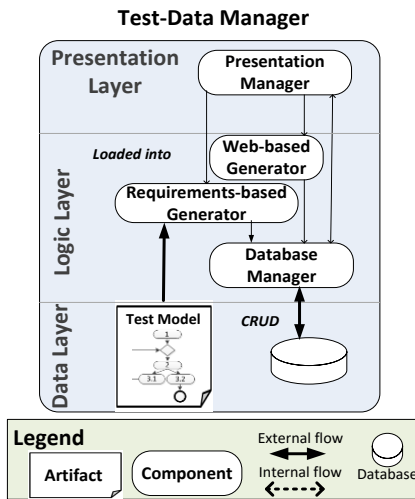 Test-Data Manager
Presentation
Layer
Presentation
Manager
Logic Layer
Loaded into
Web-based
Generator
Requirements-based
Generator
Database
Manager
Data Layer
Test Model
1
2
3.1
3.2
CRUD
Legend
Artifact
Component
External flow
Internal flow
Database